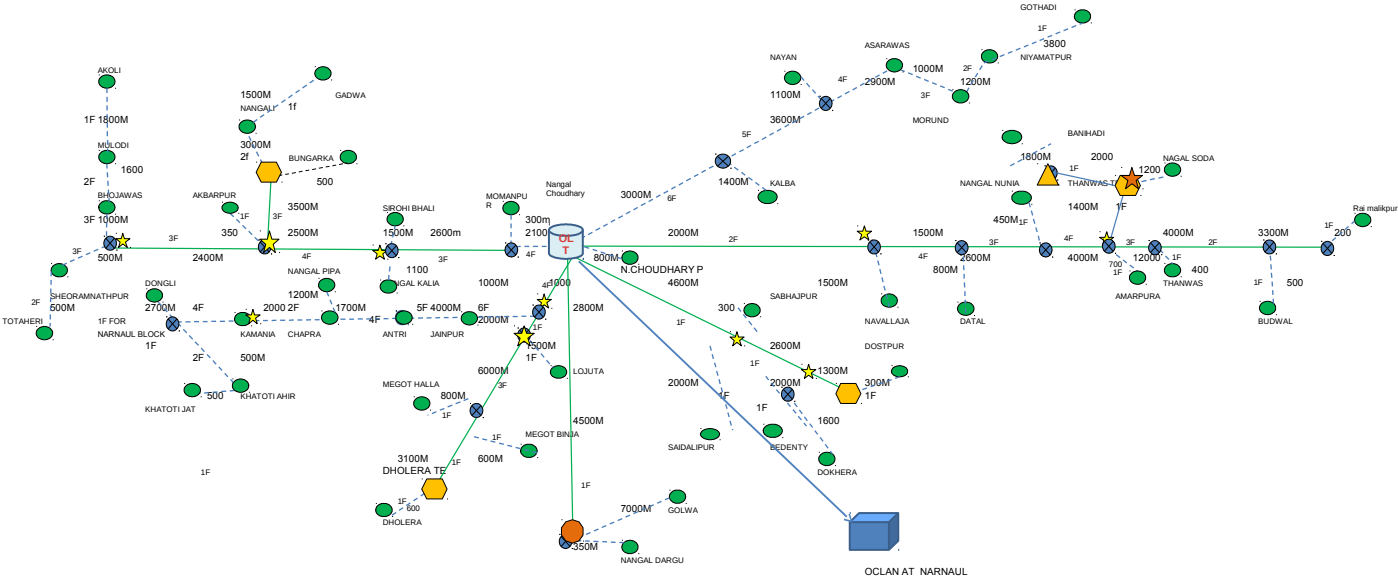 GOTHADI
1F
3800
ASARAWAS
NAYAN
1000M
2F
NIYAMATPUR
AKOLI
4F
2900M
1200M
1500M
1f
GADWA
1100M
3F
NANGALI
3600M
MORUND
1F 1800M
5F
BANIHADI
MULODI
3000M
2f
BUNGARKA
1800M
1F
2000
NAGAL SODA
1600
500
1400M
KALBA
1200
2F
Nangal
Choudhary
NANGAL NUNIA
THANWAS T
BHOJAWAS
AKBARPUR
3500M
MOMANPU
R
3000M
6F
1400M
1F
SIROHI BHALI
Rai malikpur
3F 1000M
1F
3F
300m
450M
1F
1F
350
2500M
1500M
2600m
2100
OL
T
2000M
2F
1500M
3F
4F
3F
4000M
2F
3300M
200
3F
500M
3F
2400M
4F
3F
4F
800M
4F
2600M
4000M
1200
1F
1F
N.CHOUDHARY P
700
1F
THANWAS
400
NANGAL PIPA
1100
NGAL KALIA
1000M
4F
1000
4600M
1500M
800M
AMARPURA
1F
500
DONGLI
1200M
SHEORAMNATHPUR
2F
500M
2700M
4F
2000 2F
1700M
5F 4000M
6F
2800M
300
SABHAJPUR
TOTAHERI
1F FOR
NARNAUL BLOCK
4F
2000M
1F
1F
NAVALLAJA
DATAL
BUDWAL
KAMANIA
CHAPRA
ANTRI
JAINPUR
1F
2F
500M
1500M
1F
2600M
DOSTPUR
1F
6000M
LOJUTA
1300M
MEGOT HALLA
3F
2000M
2000M
300M
500
KHATOTI AHIR
800M
1F
1F
1F
KHATOTI JAT
1F
4500M
1600
MEGOT BINJA
1F
SAIDALIPUR
BEDENTY
3100M
1F
600M
DOKHERA
1F
DHOLERA TE
1F
1F
600
GOLWA
DHOLERA
7000M
350M
NANGAL DARGU
OCLAN AT NARNAUL